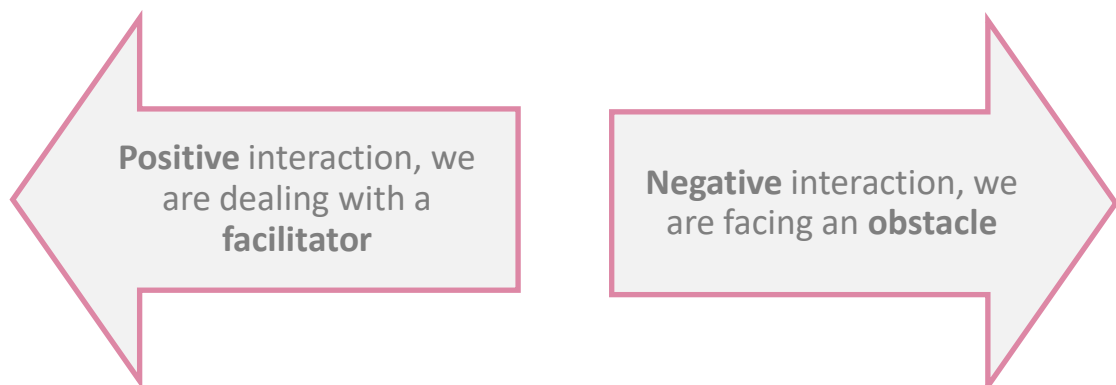 Positive interaction, we
are dealing with a
facilitator
Negative interaction, we
are facing an obstacle